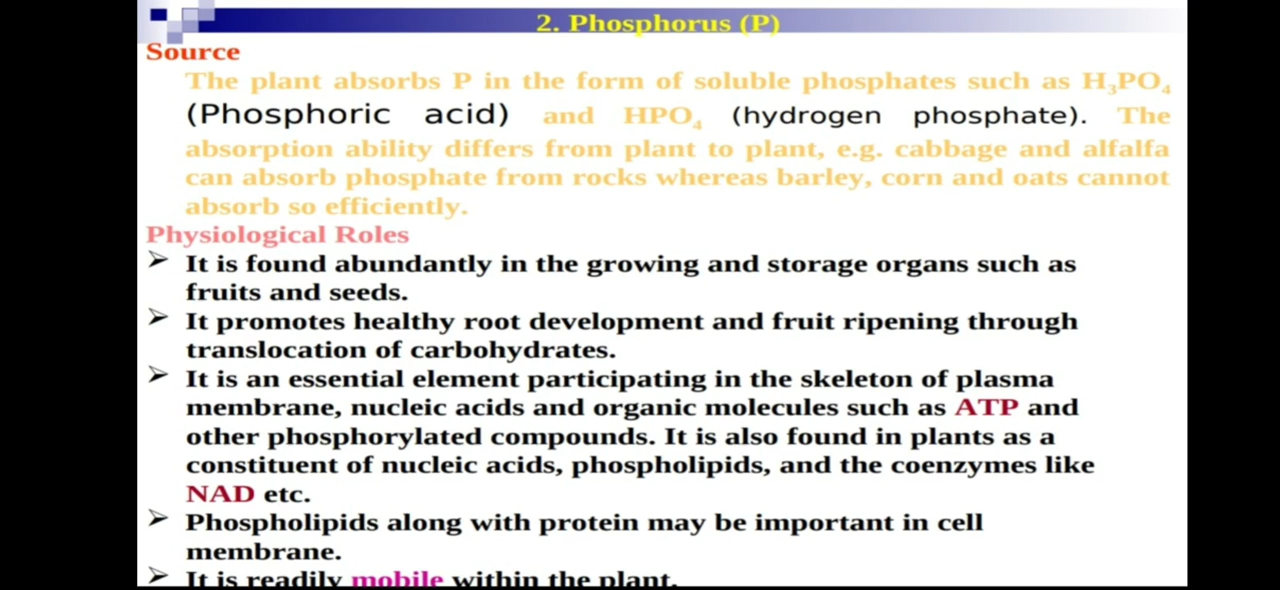 2. Phosphorus (P)
Source
The plant absorbs P in the form of soluble phosphates such as H₃PO₄
(Phosphoric acid) and HPO₄ (hydrogen phosphate). The
absorption ability differs from plant to plant, e.g. cabbage and alfalfa
can absorb phosphate from rocks whereas barley, corn and oats cannot
absorb so efficiently.
Physiological Roles
➢ It is found abundantly in the growing and storage organs such as
fruits and seeds.
➢ It promotes healthy root development and fruit ripening through
translocation of carbohydrates.
➢ It is an essential element participating in the skeleton of plasma
membrane, nucleic acids and organic molecules such as ATP and
other phosphorylated compounds. It is also found in plants as a
constituent of nucleic acids, phospholipids, and the coenzymes like
NAD etc.
➢ Phospholipids along with protein may be important in cell
membrane.
➢ It is readily mobile within the plant.